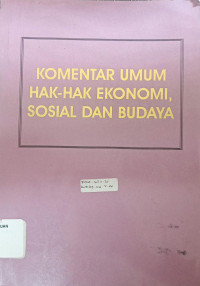 KOMENTAR UMUM
HAK-HAK EKONOMI,
SOSIAL DAN BUDAYA